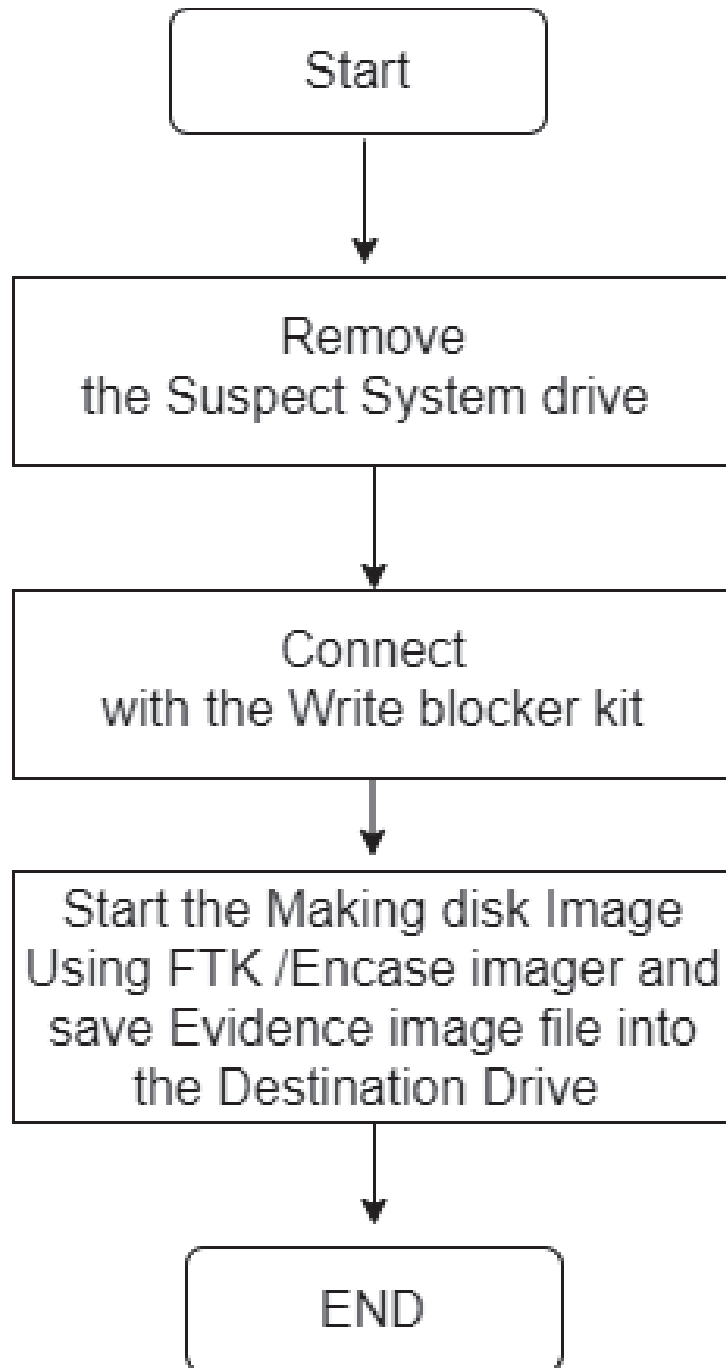 Start
Remove
the Suspect System drive
Connect
with the Write blocker kit
Start the Making disk Image
Using FTK /Encase imager and
save Evidence image file into
the Destination Drive
END